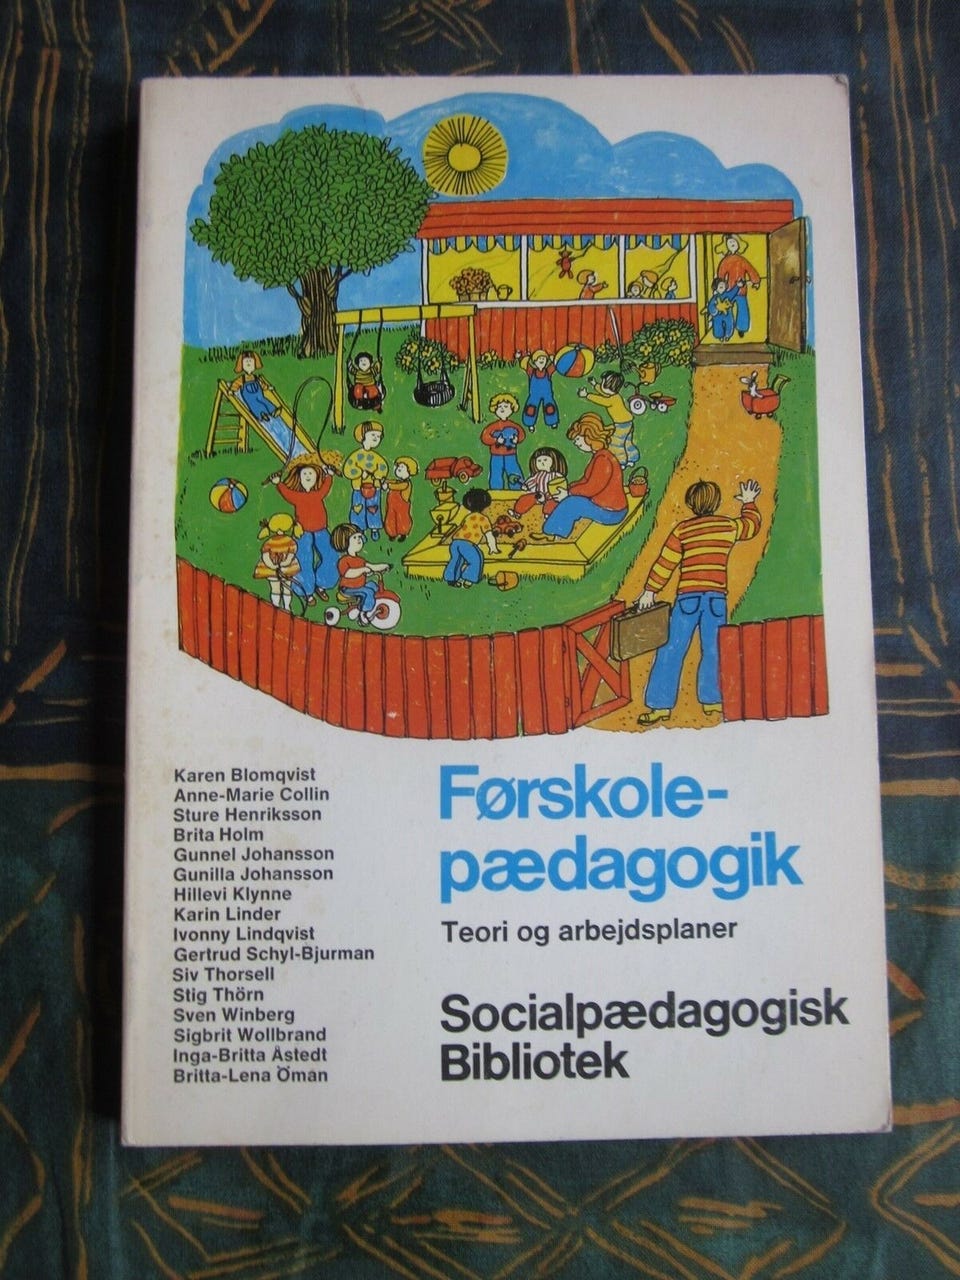 Karen Blomqvist
Anne-Marie Collin
Sture Henriksson
Brita Holm
Gunnel Johansson
Gunilla Johansson
Hillevi Klynne
Karin Linder
Ivonny Lindqvist
Gertrud Schyl-Bjurman
Siv Thorsell
Stig Thörn
Sven Winberg
Sigbrit Wollbrand
Inga-Britta Åstedt
Britta-Lena Öman
Førskole-
pædagogik
Teori og arbejdsplaner
Socialpædagogisk
Bibliotek